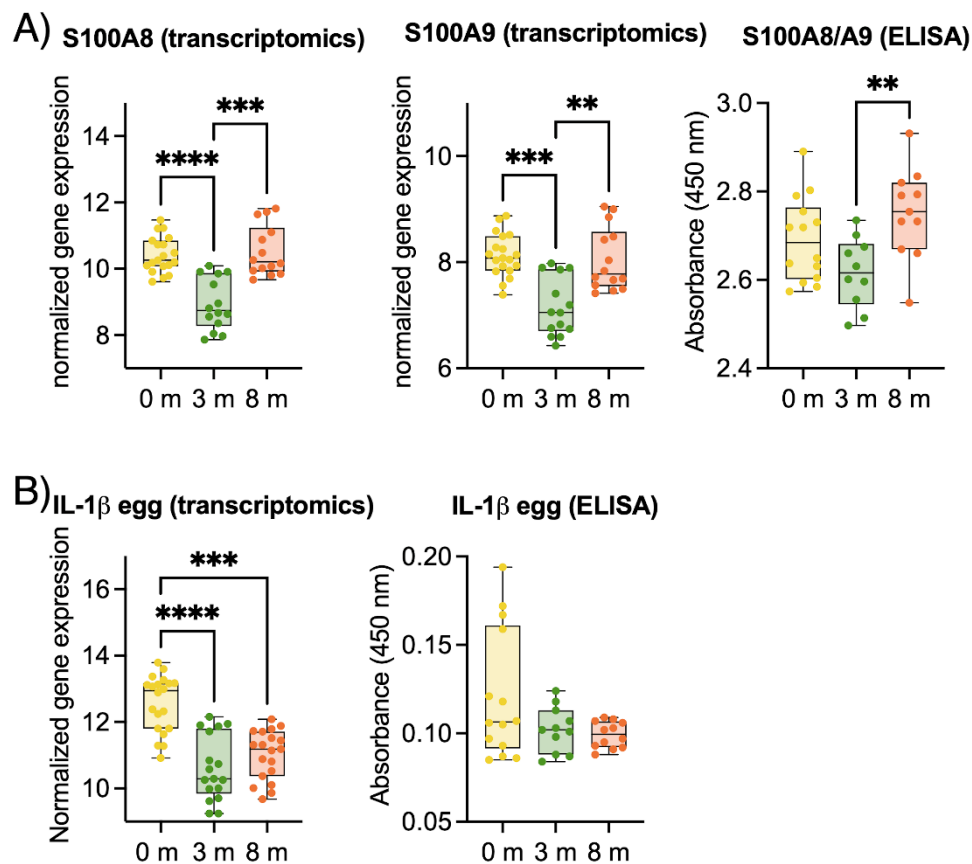 A)
S100A8 (transcriptomics)
normalized gene expression
14
12
10
8
****
***
0 m 3 m 8 m
S100A9 (transcriptomics)
normalized gene expression
10
8
6
***
**
0 m 3 m 8 m
S100A8/A9 (ELISA)
Absorbance (450 nm)
3.0
2.8
2.6
2.4
**
0 m 3 m 8 m
B)
IL-1β egg (transcriptomics)
Normalized gene expression
16
14
12
10
***
****
0 m 3 m 8 m
IL-1β egg (ELISA)
Absorbance (450 nm)
0.20
0.15
0.10
0.05
0 m 3 m 8 m